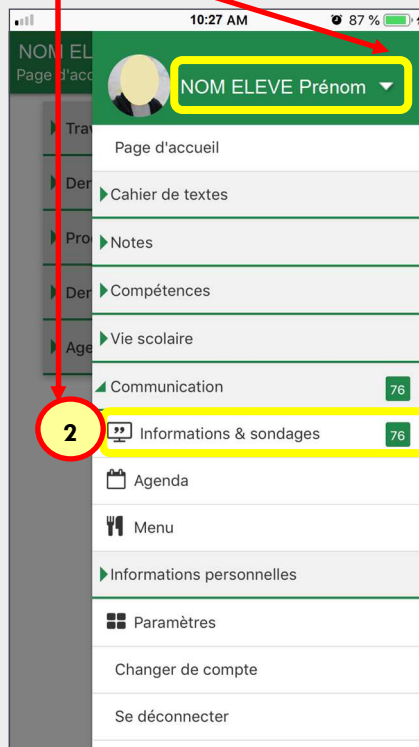 10:27 AM
87 %
NOM EL
Page d'acc
NOM ELEVE Prénom
Page d'accueil
Tra
Cahier de textes
Der
Notes
Pro
Compétences
Der
Vie scolaire
Age
Communication
76
2
Informations & sondages
76
Agenda
Menu
Informations personnelles
Paramètres
Changer de compte
Se déconnecter